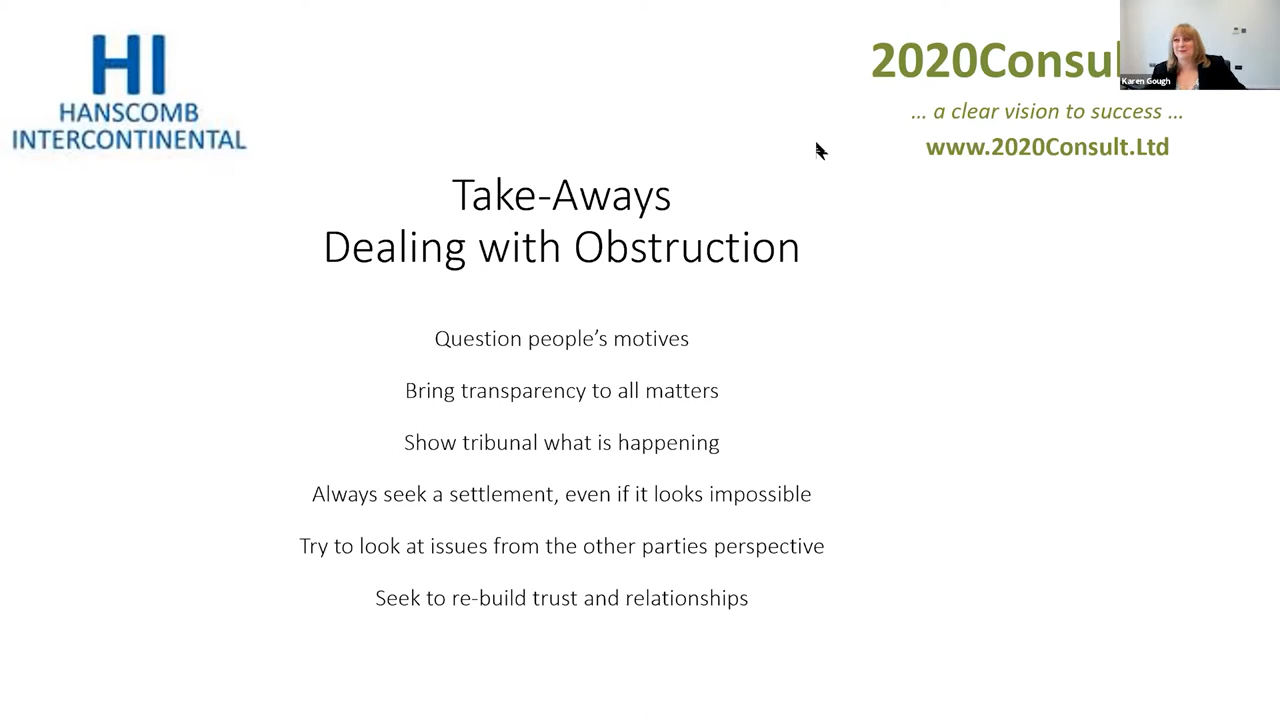 HI
HANSCOMB
INTERCONTINENTAL
2020Consul
... a clear vision to success ...
www.2020Consult.Ltd
Karen Gough
Take-Aways
Dealing with Obstruction
Question people’s motives
Bring transparency to all matters
Show tribunal what is happening
Always seek a settlement, even if it looks impossible
Try to look at issues from the other parties perspective
Seek to re-build trust and relationships